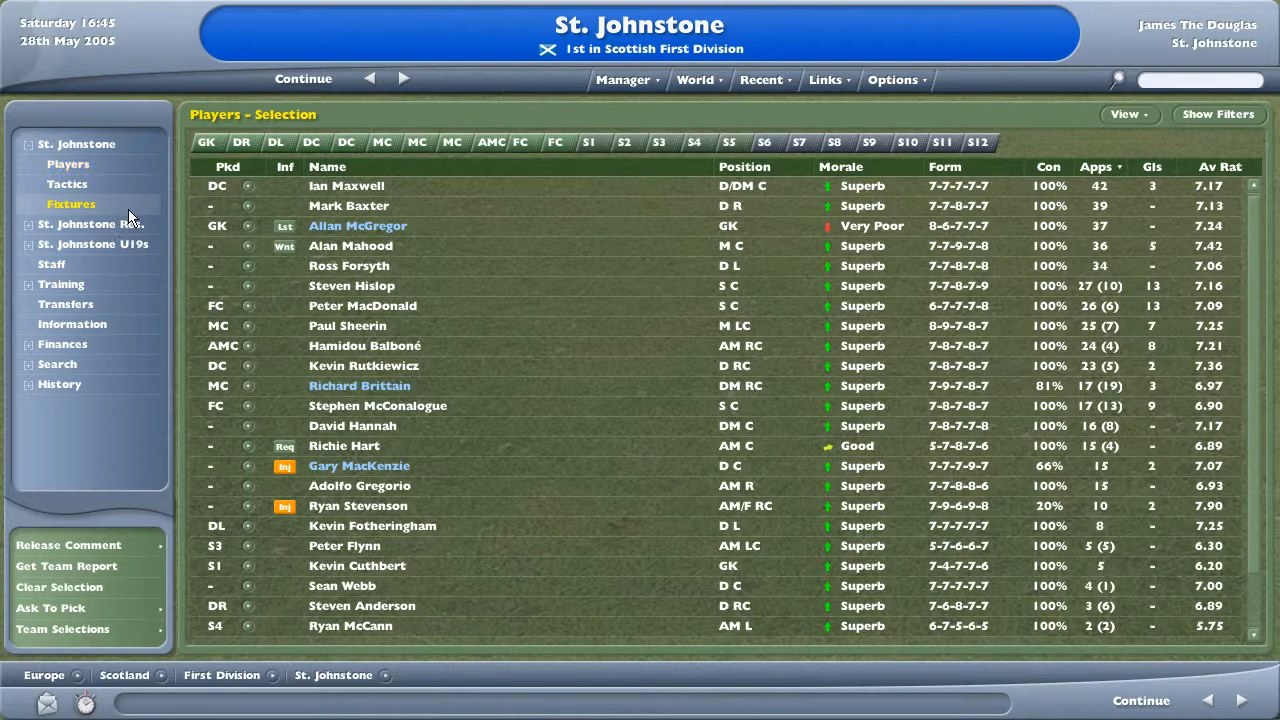 Saturday 16:45
28th May 2005
St. Johnstone
1st in Scottish First Division
James The Douglas
St. Johnstone
Continue
Manager World Recent Links Options
St. Johnstone
Players
Tactics
Fixtures
St. Johnstone
St. Johnstone U19s
Staff
Training
Transfers
Information
Finances
Search
History
Release Comment
Get Team Report
Clear Selection
Ask To Pick
Team Selections
Players - Selection
View Show Filters
GK DR DL DC DC MC MC MC AMC FC FC S1 S2 S3 S4 S5 S6 S7 S8 S9 S10 S11 S12
Pkd Inf Name Position Morale Form Con Apps Gls Av Rat
DC Ian Maxwell D/DM C Superb 7-7-7-7-7 100% 42 3 7.17
- Mark Baxter D R Superb 7-7-8-7-7 100% 39 - 7.13
GK Lst Allan McGregor GK Very Poor 8-6-7-7-7 100% 37 - 7.24
- Wnt Alan Mahood M C Superb 7-7-9-7-8 100% 36 5 7.42
- Ross Forsyth D L Superb 7-7-8-7-8 100% 34 - 7.06
- Steven Hislop S C Superb 7-7-8-7-9 100% 27 (10) 13 7.16
FC Peter MacDonald S C Superb 6-7-7-7-8 100% 26 (6) 13 7.09
MC Paul Sheerin M LC Superb 8-9-7-8-7 100% 25 (7) 7 7.25
AMC Hamidou Balboné AM RC Superb 7-8-7-8-7 100% 24 (4) 8 7.21
DC Kevin Rutkiewicz D RC Superb 7-8-7-8-7 100% 23 (5) 2 7.36
MC Richard Brittain DM RC Superb 7-9-7-8-7 81% 17 (19) 3 6.97
FC Stephen McConalogue S C Superb 7-8-7-8-7 100% 17 (13) 9 6.90
- David Hannah DM C Superb 7-8-7-7-8 100% 16 (8) - 7.17
- Req Richie Hart AM C Good 5-7-8-7-6 100% 15 (4) - 6.89
- Inj Gary MacKenzie D C Superb 7-7-7-9-7 66% 15 2 7.07
- Adolfo Gregorio AM R Superb 7-7-8-8-6 100% 15 - 6.93
- Inj Ryan Stevenson AM/F RC Superb 7-9-6-9-8 20% 10 2 7.90
DL Kevin Fotheringham D L Superb 7-7-7-7-7 100% 8 - 7.25
S3 Peter Flynn AM LC Superb 5-7-6-6-7 100% 5 (5) - 6.30
S1 Kevin Cuthbert GK Superb 7-4-7-7-6 100% 5 - 6.20
- Sean Webb D C Superb 7-7-7-7-7 100% 4 (1) - 7.00
DR Steven Anderson D RC Superb 7-6-8-7-7 100% 3 (6) - 6.89
S4 Ryan McCann AM L Superb 6-7-5-6-5 100% 2 (2) - 5.75
Europe Scotland First Division St. Johnstone
Continue